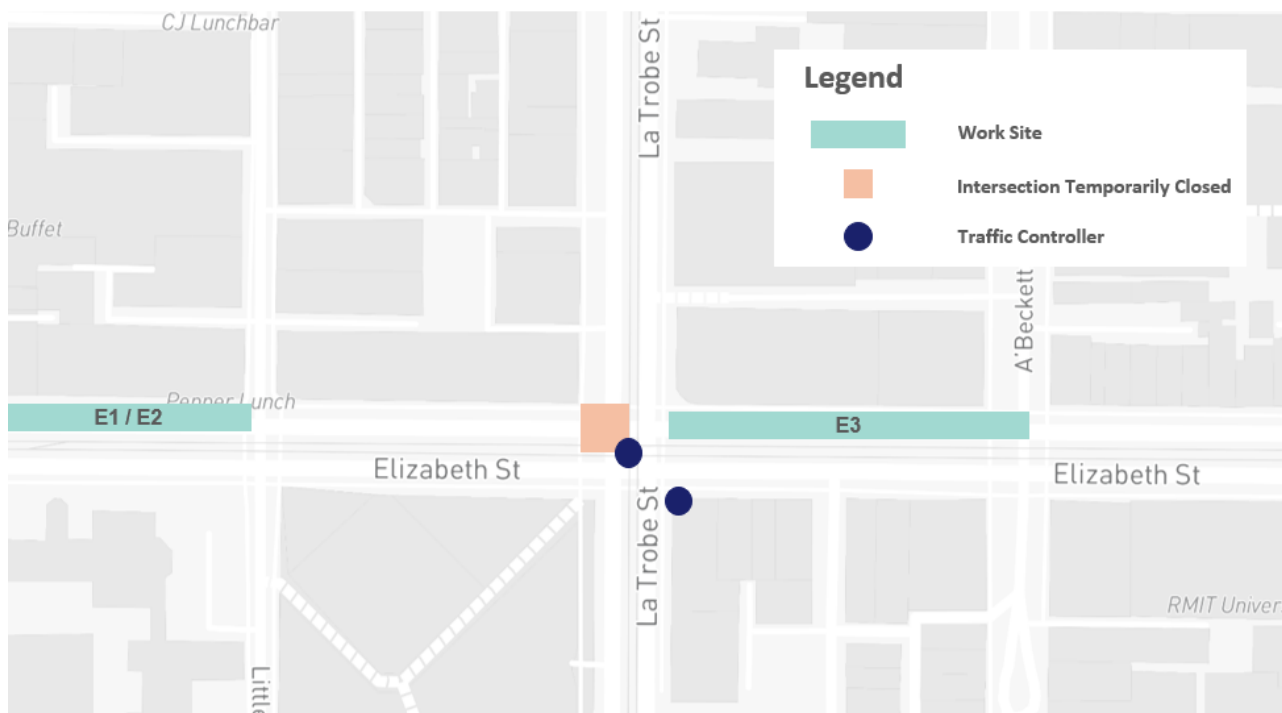 CJ Lunchbar
La Trobe St
Legend
Work Site
Intersection Temporarily Closed
Traffic Controller
Buffet
A'Beckett
Pepper Lunch
E1 / E2
E3
Elizabeth St
Elizabeth St
La Trobe St
RMIT Univer
Little